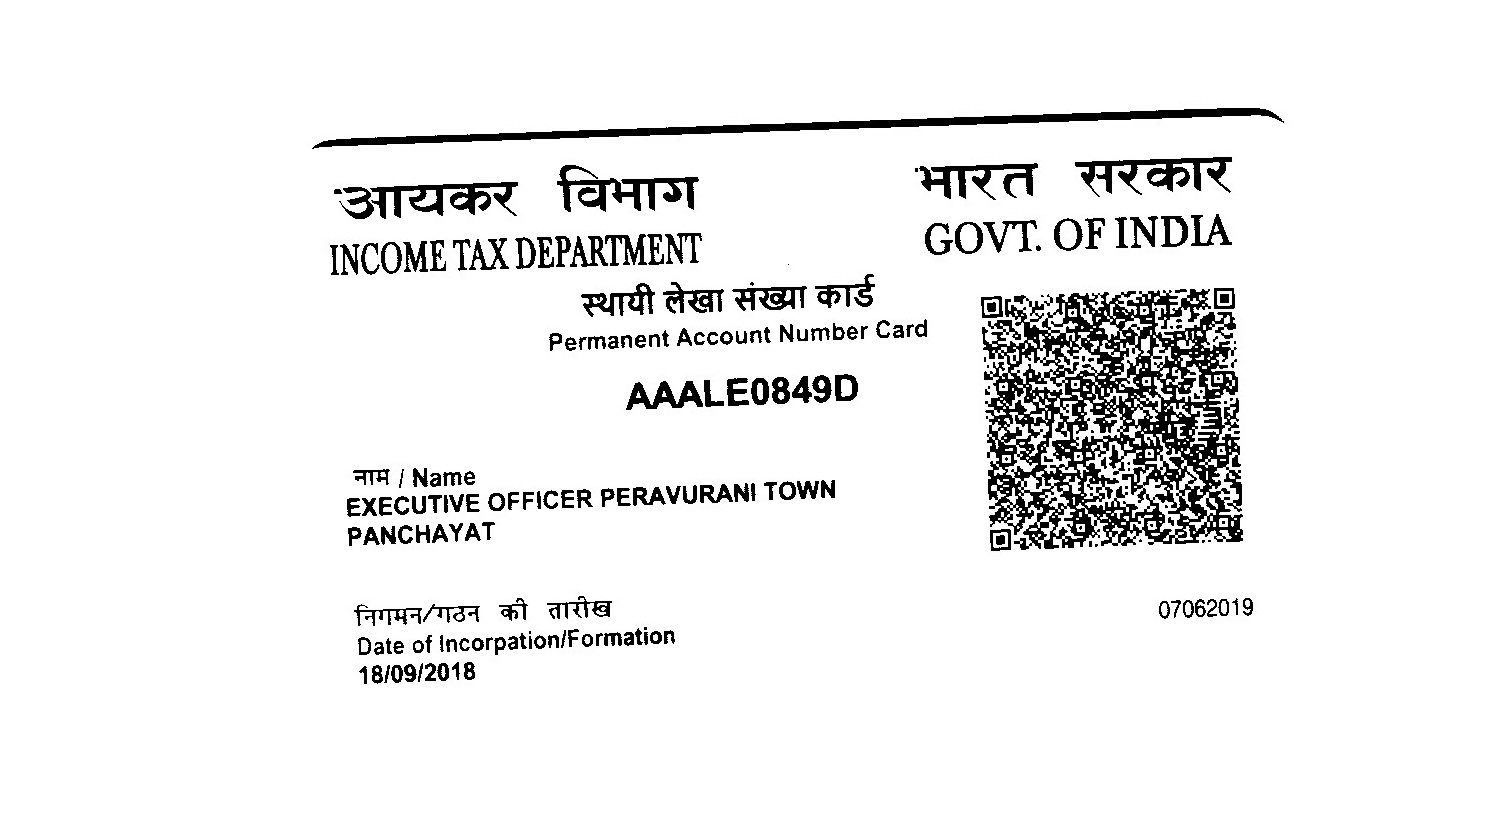 आयकर विभाग
INCOME TAX DEPARTMENT
भारत सरकार
GOVT. OF INDIA
स्थायी लेखा संख्या कार्ड
Permanent Account Number Card
AAALE0849D
नाम / Name
EXECUTIVE OFFICER PERAVURANI TOWN
PANCHAYAT
निगमन/गठन की तारीख
Date of Incorpation/Formation
18/09/2018
07062019